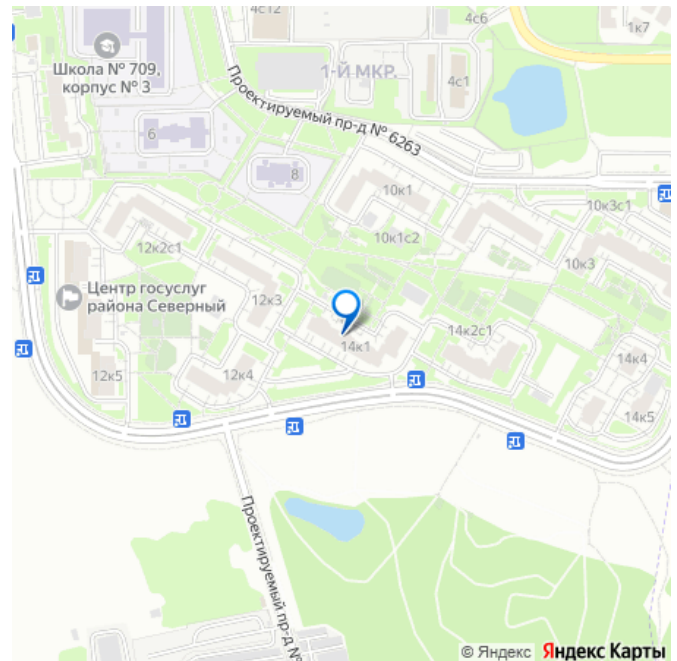 4с12
4с6
1к7
Школа № 709,
корпус № 3
1-Й МКР.
4с1
Проектируемый пр-д № 6263
6
8
10к1
10к3с1
12к2с1
10к1с2
10к3
Центр госуслуг
района Северный
12к3
14к1
14к2с1
14к4
12к5
12к4
14к5
Проектируемый пр-д №
© Яндекс Яндекс Карты